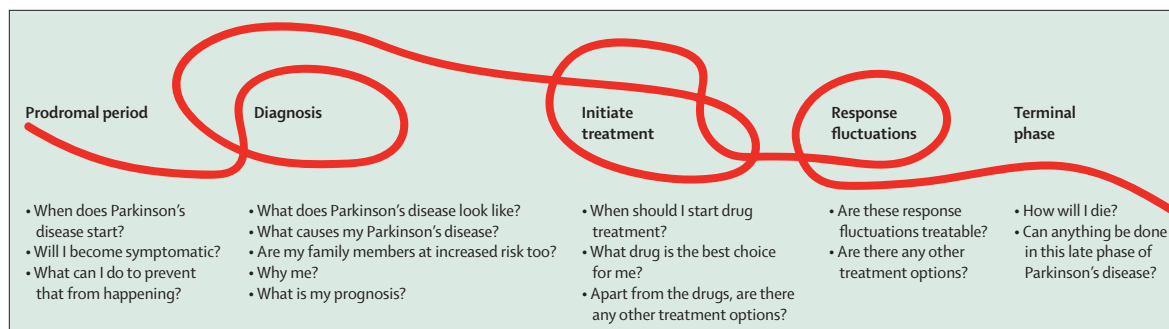 Prodromal period
Diagnosis
Initiate
treatment
Response
fluctuations
Terminal
phase
• When does Parkinson's
disease start?
• Will I become symptomatic?
• What can I do to prevent
that from happening?
• What does Parkinson's disease look like?
• What causes my Parkinson's disease?
• Are my family members at increased risk too?
• Why me?
• What is my prognosis?
• When should I start drug
treatment?
• What drug is the best choice
for me?
• Apart from the drugs, are there
any other treatment options?
• Are these response
fluctuations treatable?
• Are there any other
treatment options?
• How will I die?
• Can anything be done
in this late phase of
Parkinson's disease?